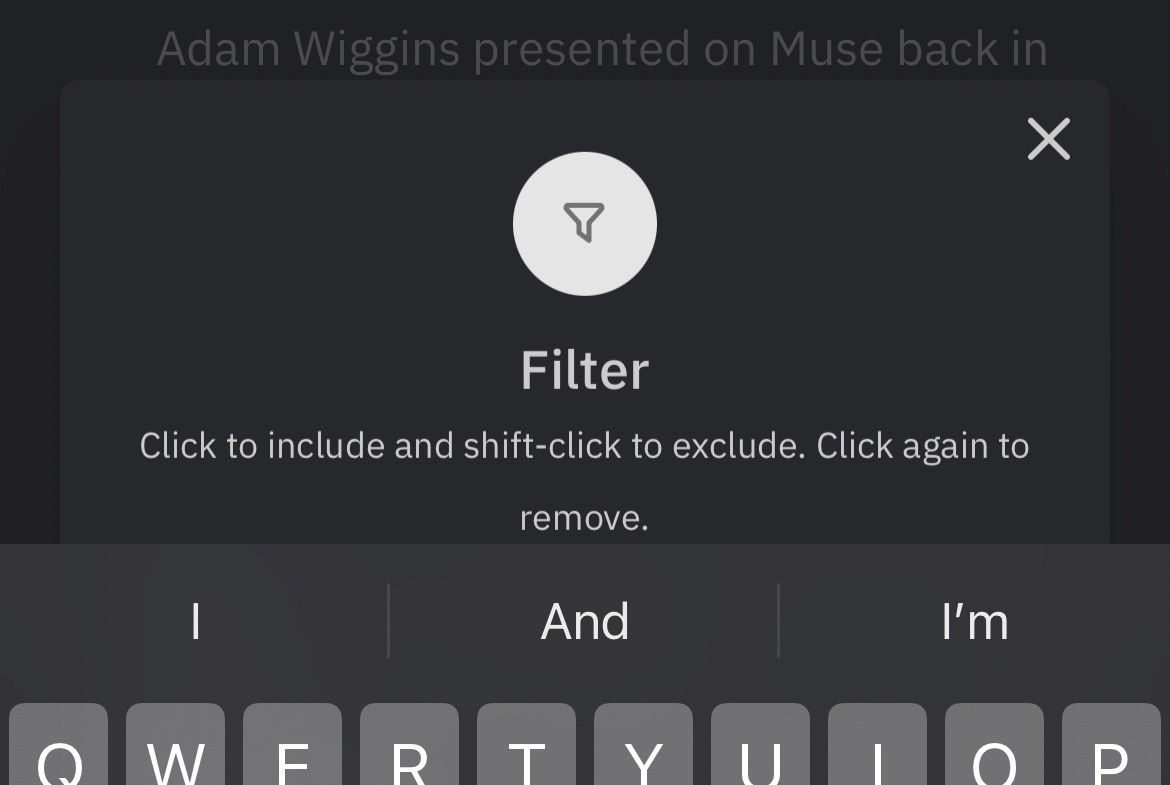 Adam Wiggins presented on Muse back in
Filter
Click to include and shift-click to exclude. Click again to
remove.
I And I’m
Q W E R T Y U I O P